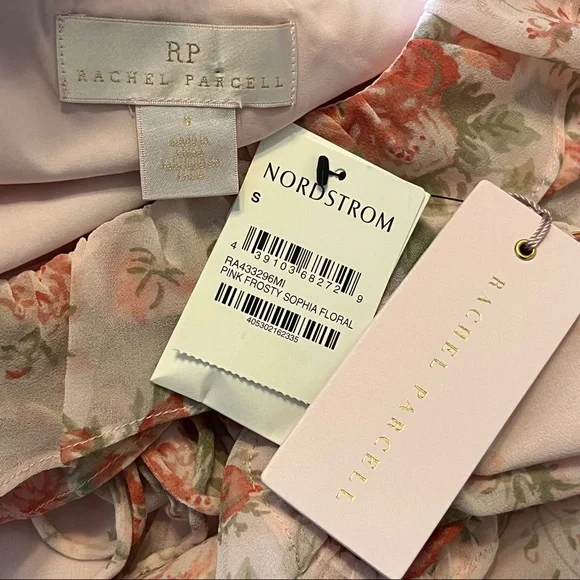 RP
RACHEL PARCELL
NORDSTROM
S
4 39103 68272 9
RA433296MI
PINK FROSTY SOPHIA FLORAL
405302162335
RACHEL PARCELL